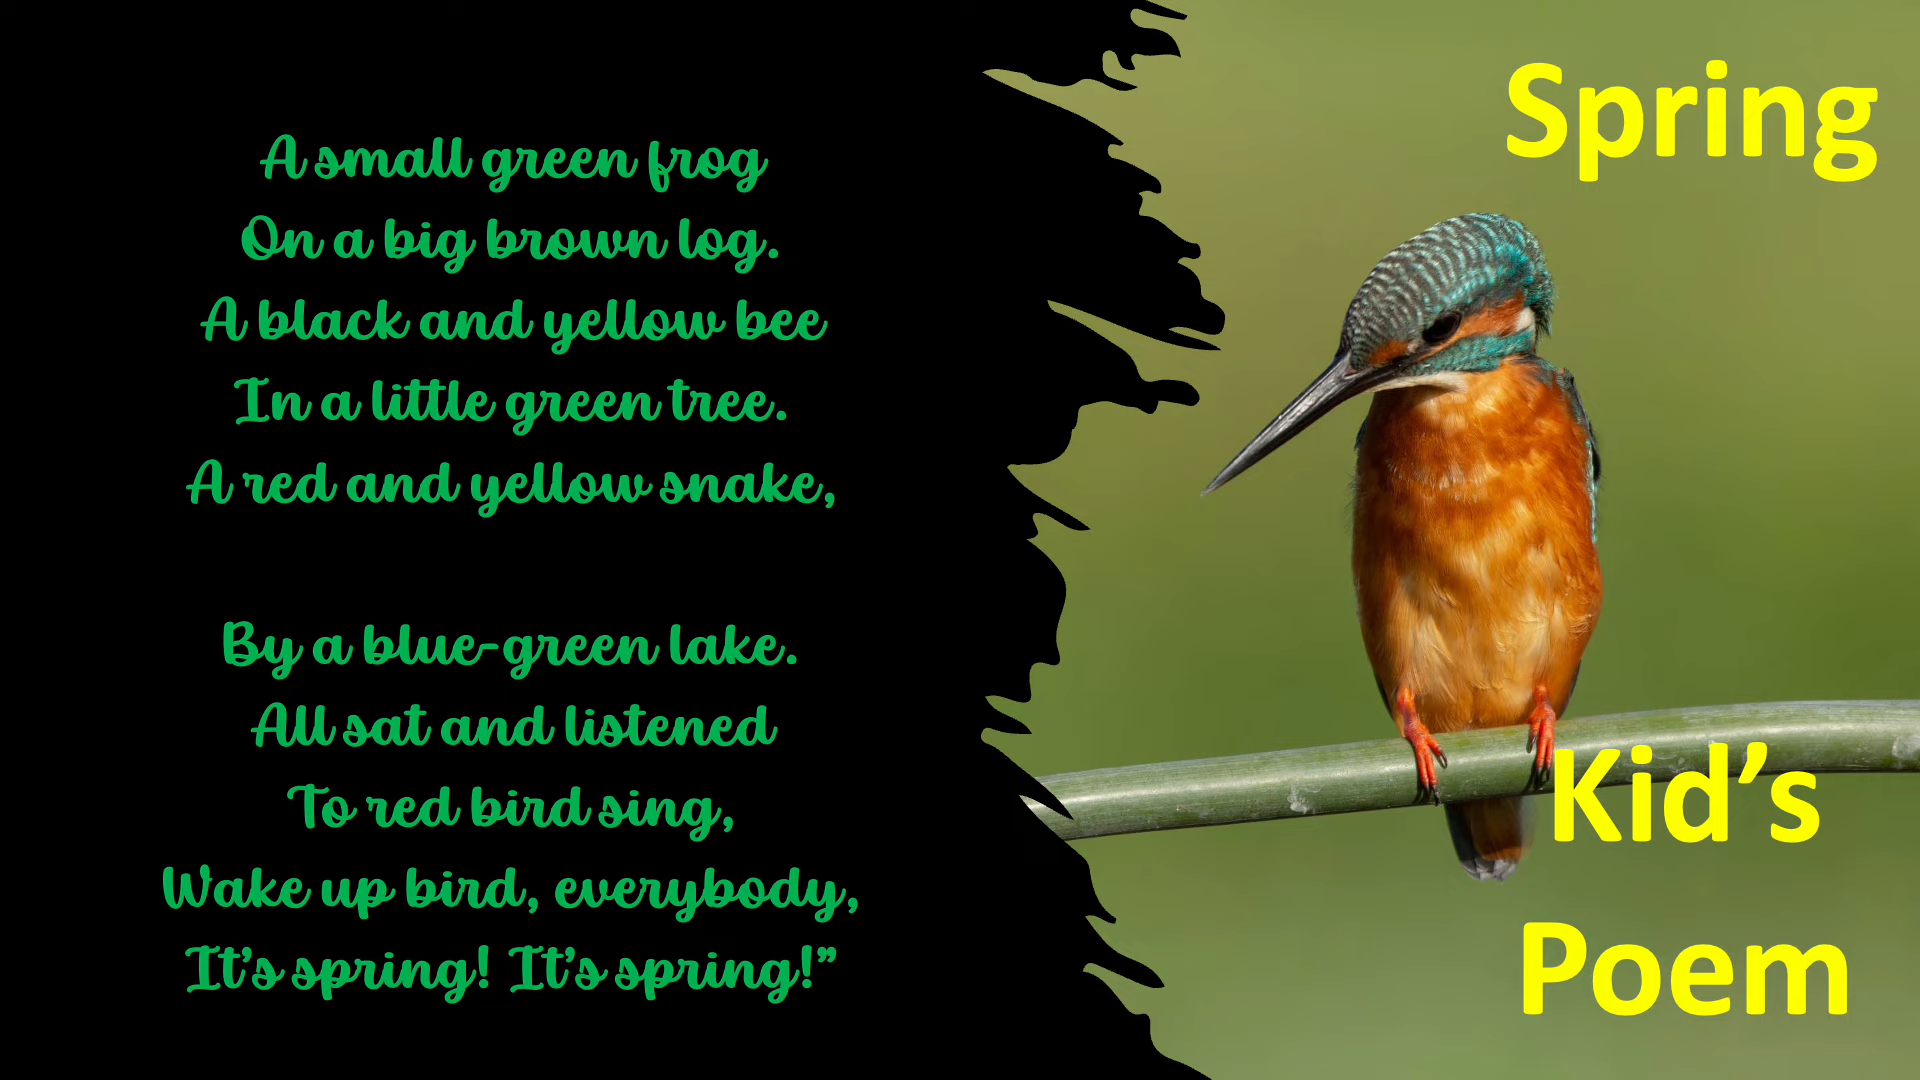 A small green frog
On a big brown log.
A black and yellow bee
In a little green tree.
A red and yellow snake,
By a blue-green lake.
All sat and listened
To red bird sing,
Wake up bird, everybody,
It's spring! It's spring!”
Spring
Kid's
Poem